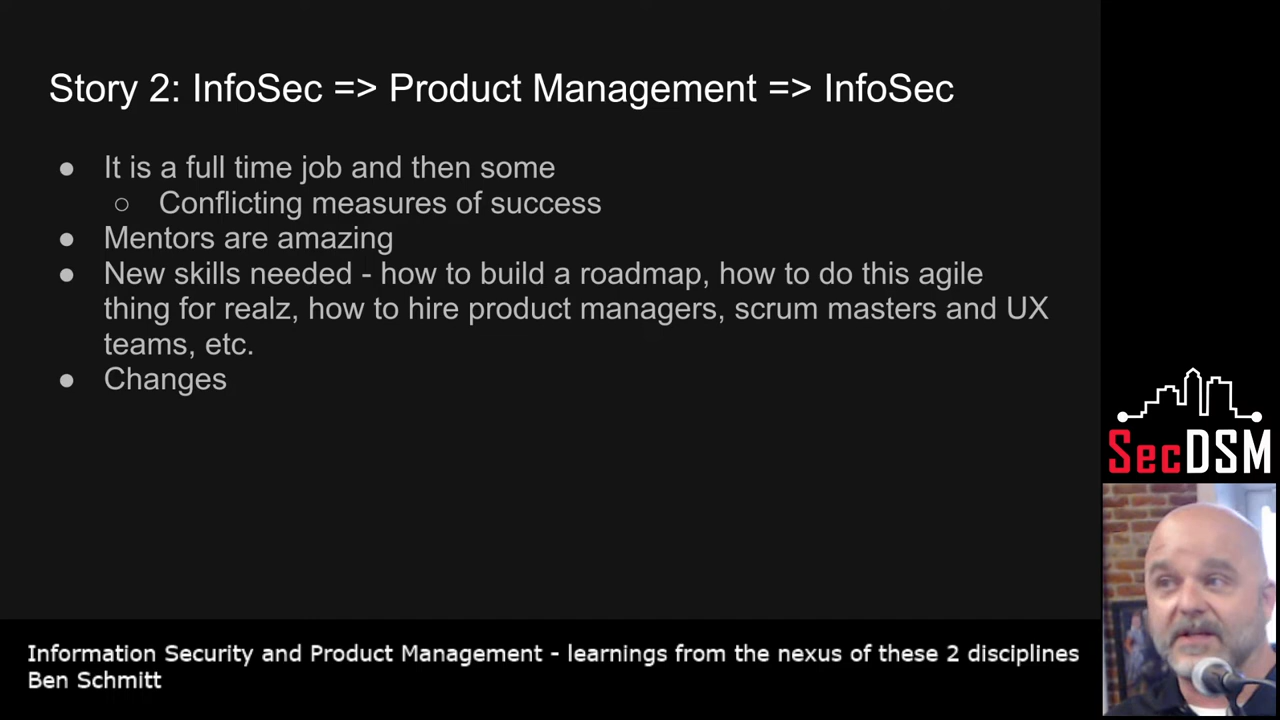 Story 2: InfoSec => Product Management => InfoSec
● It is a full time job and then some
○ Conflicting measures of success
● Mentors are amazing
● New skills needed - how to build a roadmap, how to do this agile
thing for realz, how to hire product managers, scrum masters and UX
teams, etc.
● Changes
SecDSM
Information Security and Product Management - learnings from the nexus of these 2 disciplines
Ben Schmitt